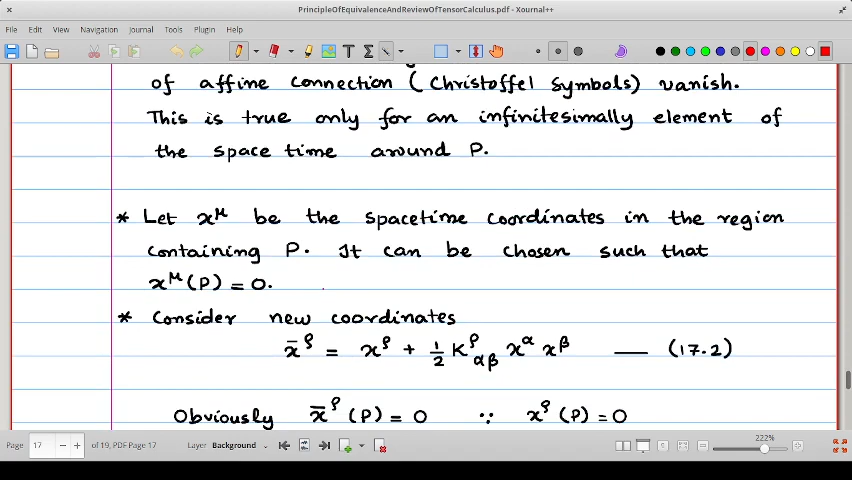 PrincipleOfEquivalenceAndReviewOfTensorCalculus.pdf - Xournal++
File Edit View Navigation Journal Tools Plugin Help
of affine connection (Christoffel Symbols) vanish.
This is true only for an infinitesimally element of
the space time around P.
* Let x^μ be the spacetime coordinates in the region
containing P. It can be chosen such that
x^μ(P) = 0.
* Consider new coordinates
x̄^ρ = x^ρ + 1/2 K^ρ_αβ x^α x^β —— (17.2)
Obviously x̄^ρ(P) = 0 ∵ x^ρ(P) = 0
Page 17 − + of 19, PDF Page 17 Layer Background 222%